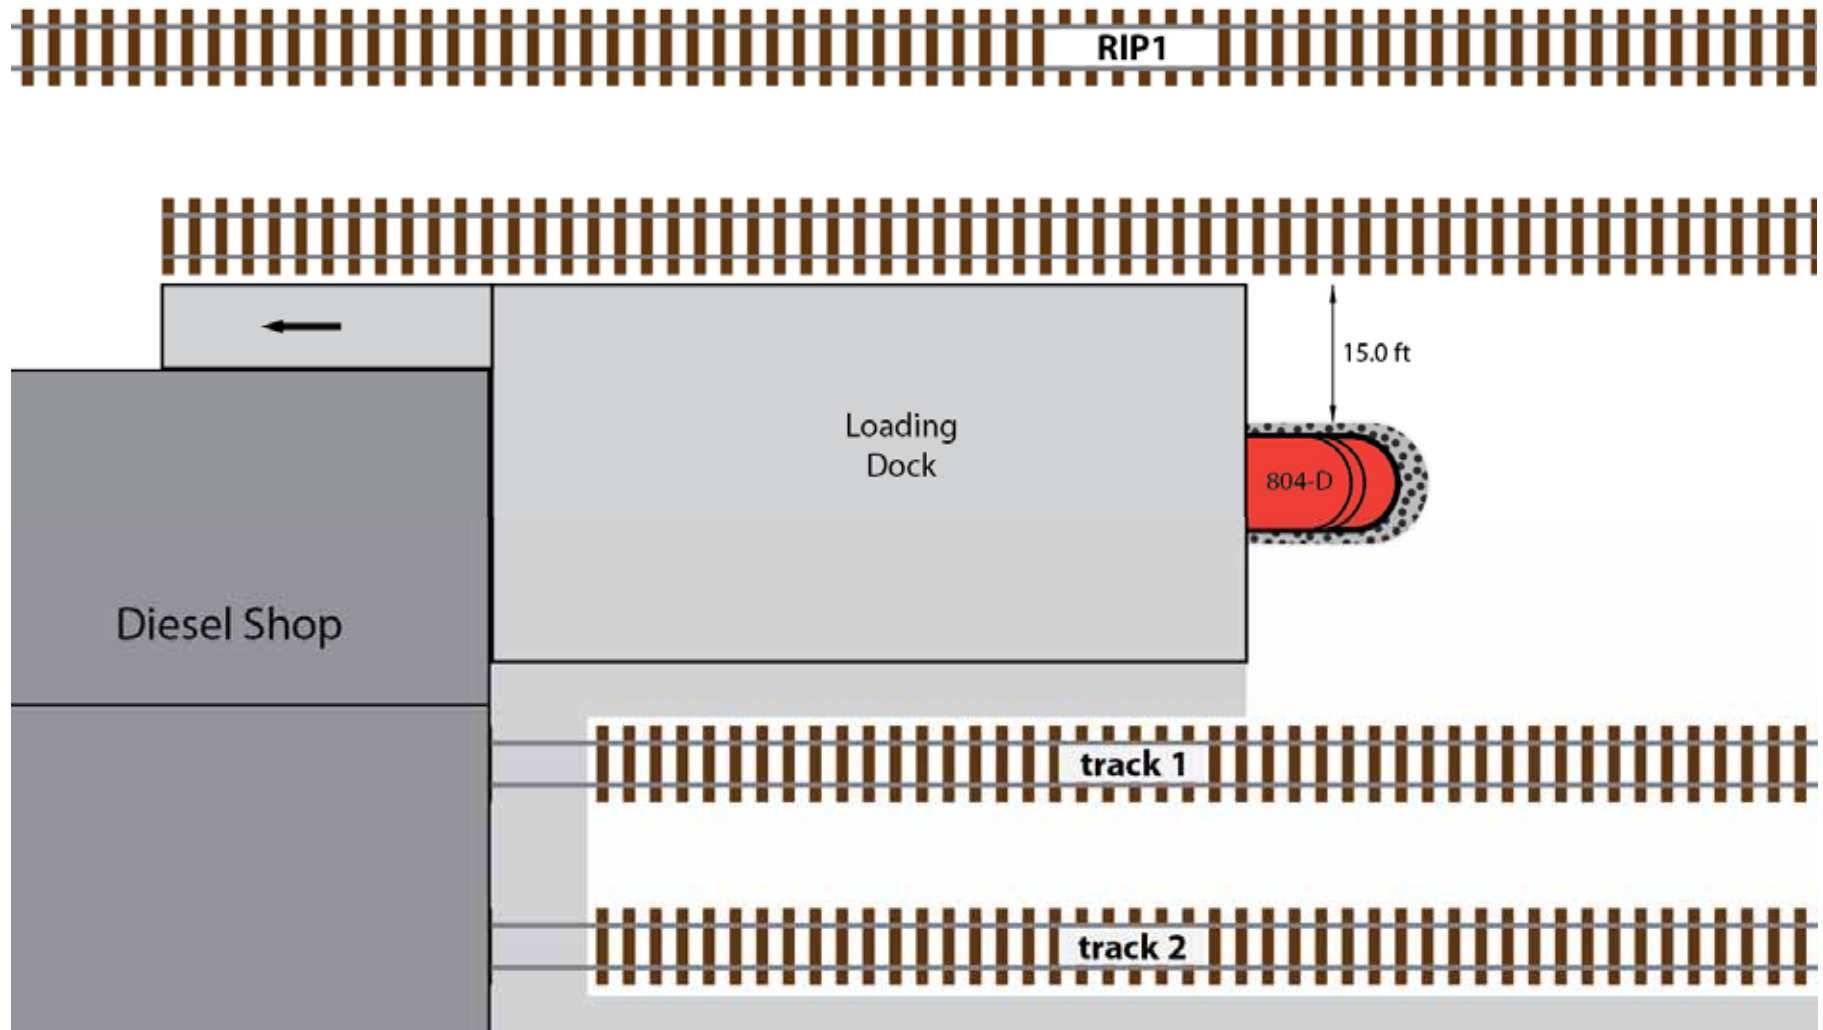 RIP1
15.0 ft
Loading
Dock
804-D
Diesel Shop
track 1
track 2